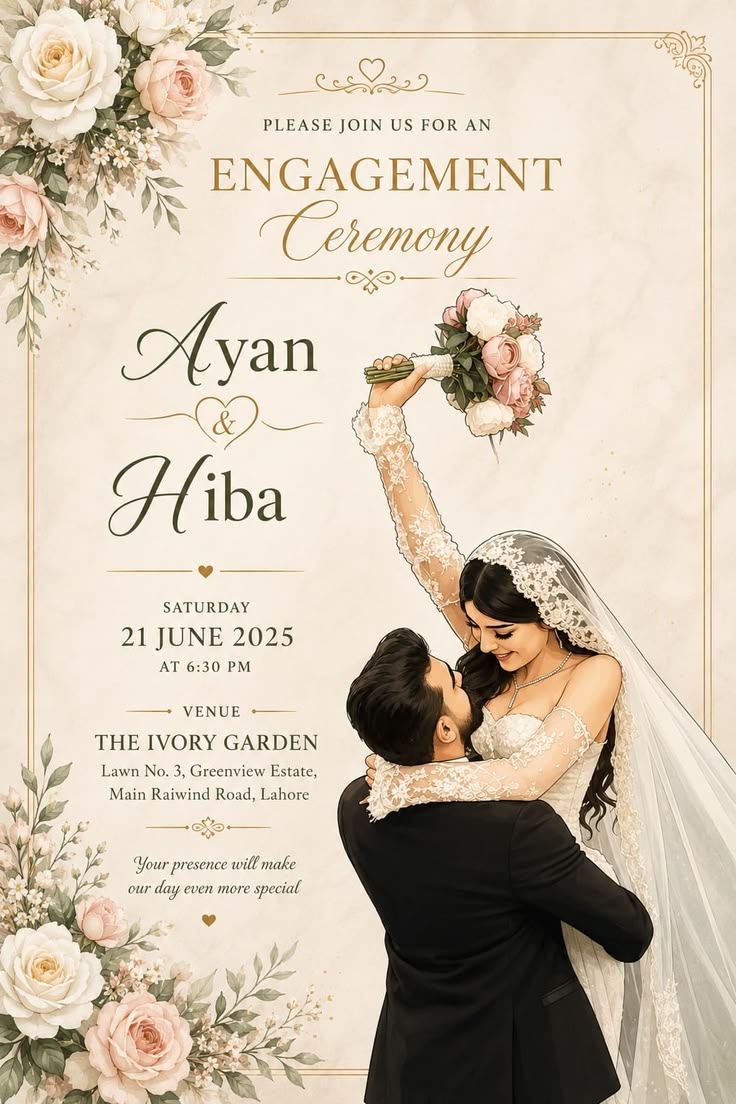 PLEASE JOIN US FOR AN
ENGAGEMENT
Ceremony
Ayan
&
Hiba
SATURDAY
21 JUNE 2025
AT 6:30 PM
VENUE
THE IVORY GARDEN
Lawn No. 3, Greenview Estate,
Main Raiwind Road, Lahore
Your presence will make
our day even more special